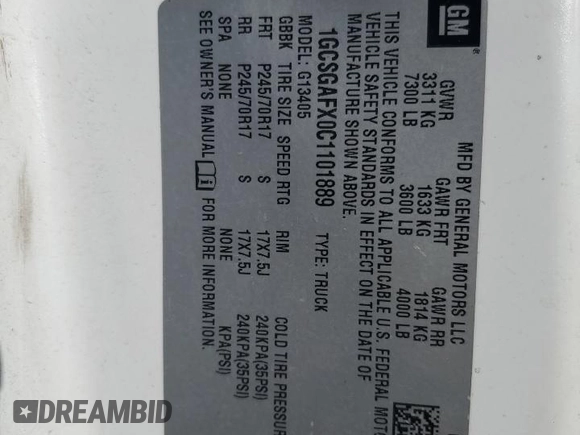 GM®
MFD BY GENERAL MOTORS LLC
GVWR GAWR FRT GAWR RR
3311 KG 1633 KG 1814 KG
7300 LB 3600 LB 4000 LB
THIS VEHICLE CONFORMS TO ALL APPLICABLE U.S. FEDERAL MOTO
VEHICLE SAFETY STANDARDS IN EFFECT ON THE DATE OF
MANUFACTURE SHOWN ABOVE.
1GCSGAFX0C1101889 TYPE: TRUCK
MODEL: G13405
GBBK TIRE SIZE SPEED RTG RIM COLD TIRE PRESSUR
FRT P245/70R17 S 17X7.5J 240KPA(35PSI)
RR P245/70R17 S 17X7.5J 240KPA(35PSI)
SPA NONE NONE KPA(PSI)
SEE OWNER'S MANUAL i FOR MORE INFORMATION.
DREAMBID